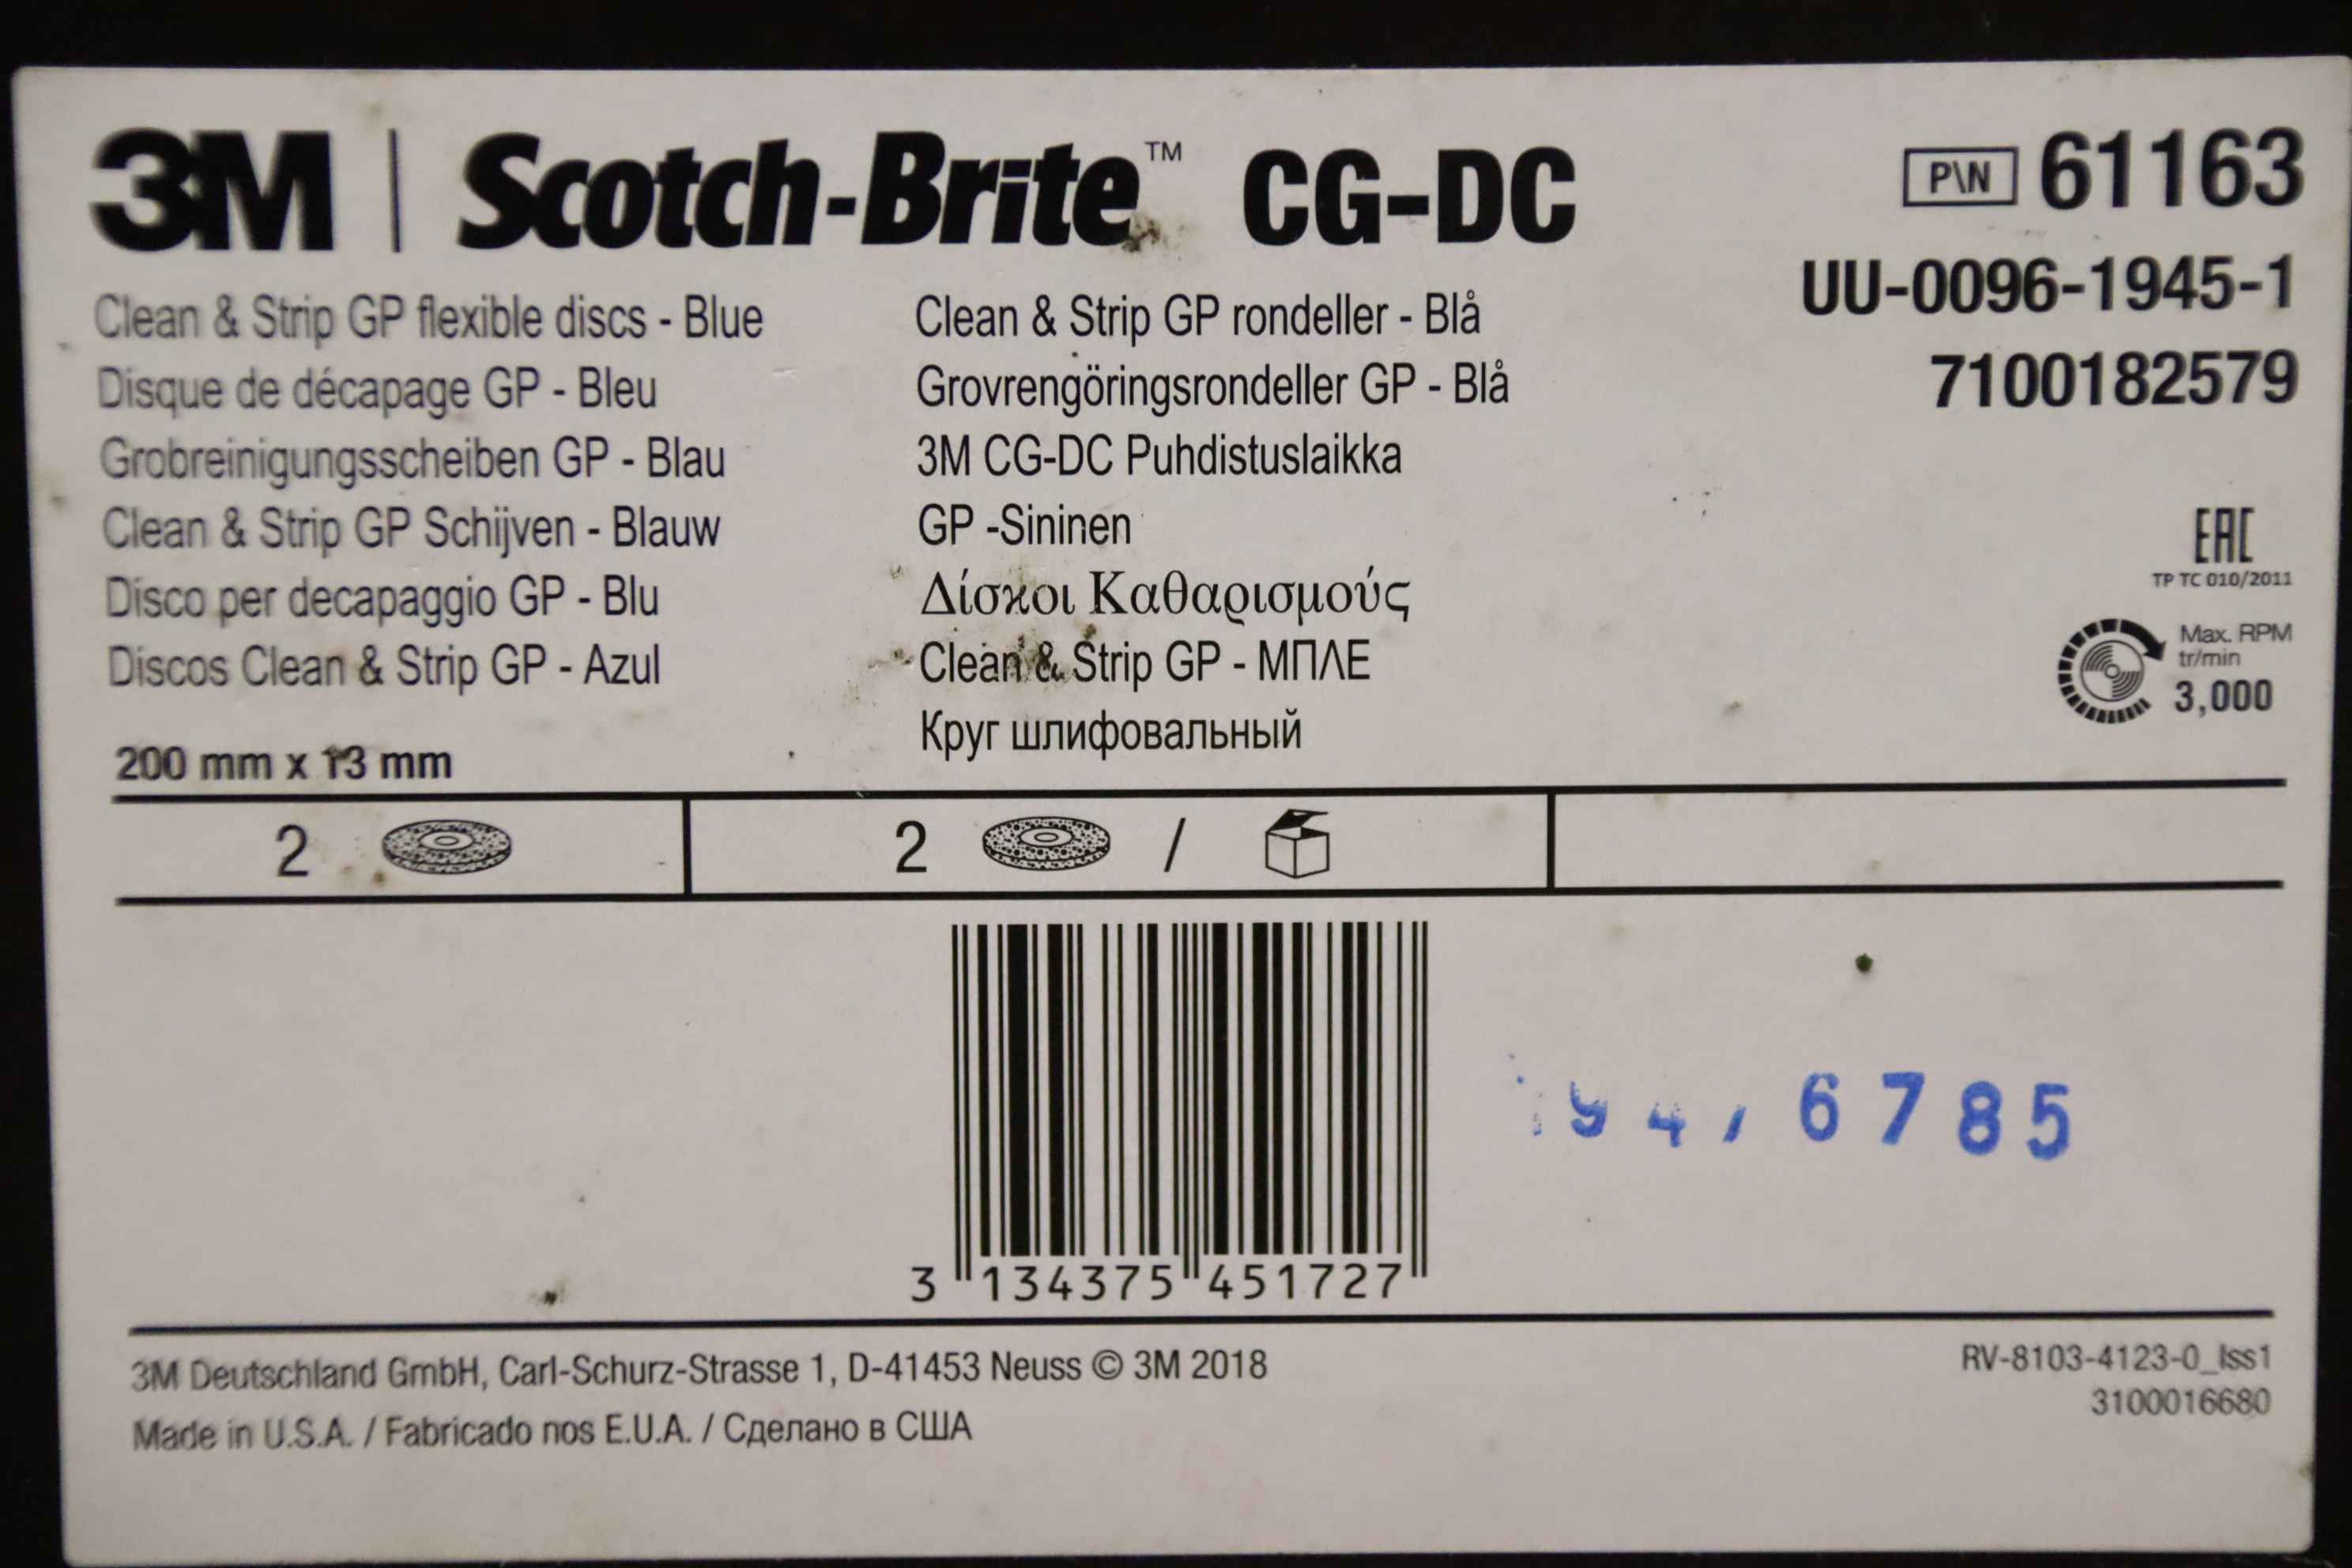 3M | Scotch-Brite™ CG-DC
P\N 61163
UU-0096-1945-1
7100182579
Clean & Strip GP flexible discs - Blue
Disque de décapage GP - Bleu
Grobreinigungsscheiben GP - Blau
Clean & Strip GP Schijven - Blauw
Disco per decapaggio GP - Blu
Discos Clean & Strip GP - Azul
200 mm x 13 mm
Clean & Strip GP rondeller - Blå
Grovrengöringsrondeller GP - Blå
3M CG-DC Puhdistuslaikka
GP -Sininen
Δίσκοι Καθαρισμούς
Clean & Strip GP - ΜΠΛΕ
Круг шлифовальный
EAC
TP TC 010/2011
Max. RPM
tr/min
3,000
2
2 /
6785
3 134375 451727
3M Deutschland GmbH, Carl-Schurz-Strasse 1, D-41453 Neuss © 3M 2018
Made in U.S.A. / Fabricado nos E.U.A. / Сделано в США
RV-8103-4123-0_Iss1
3100016680